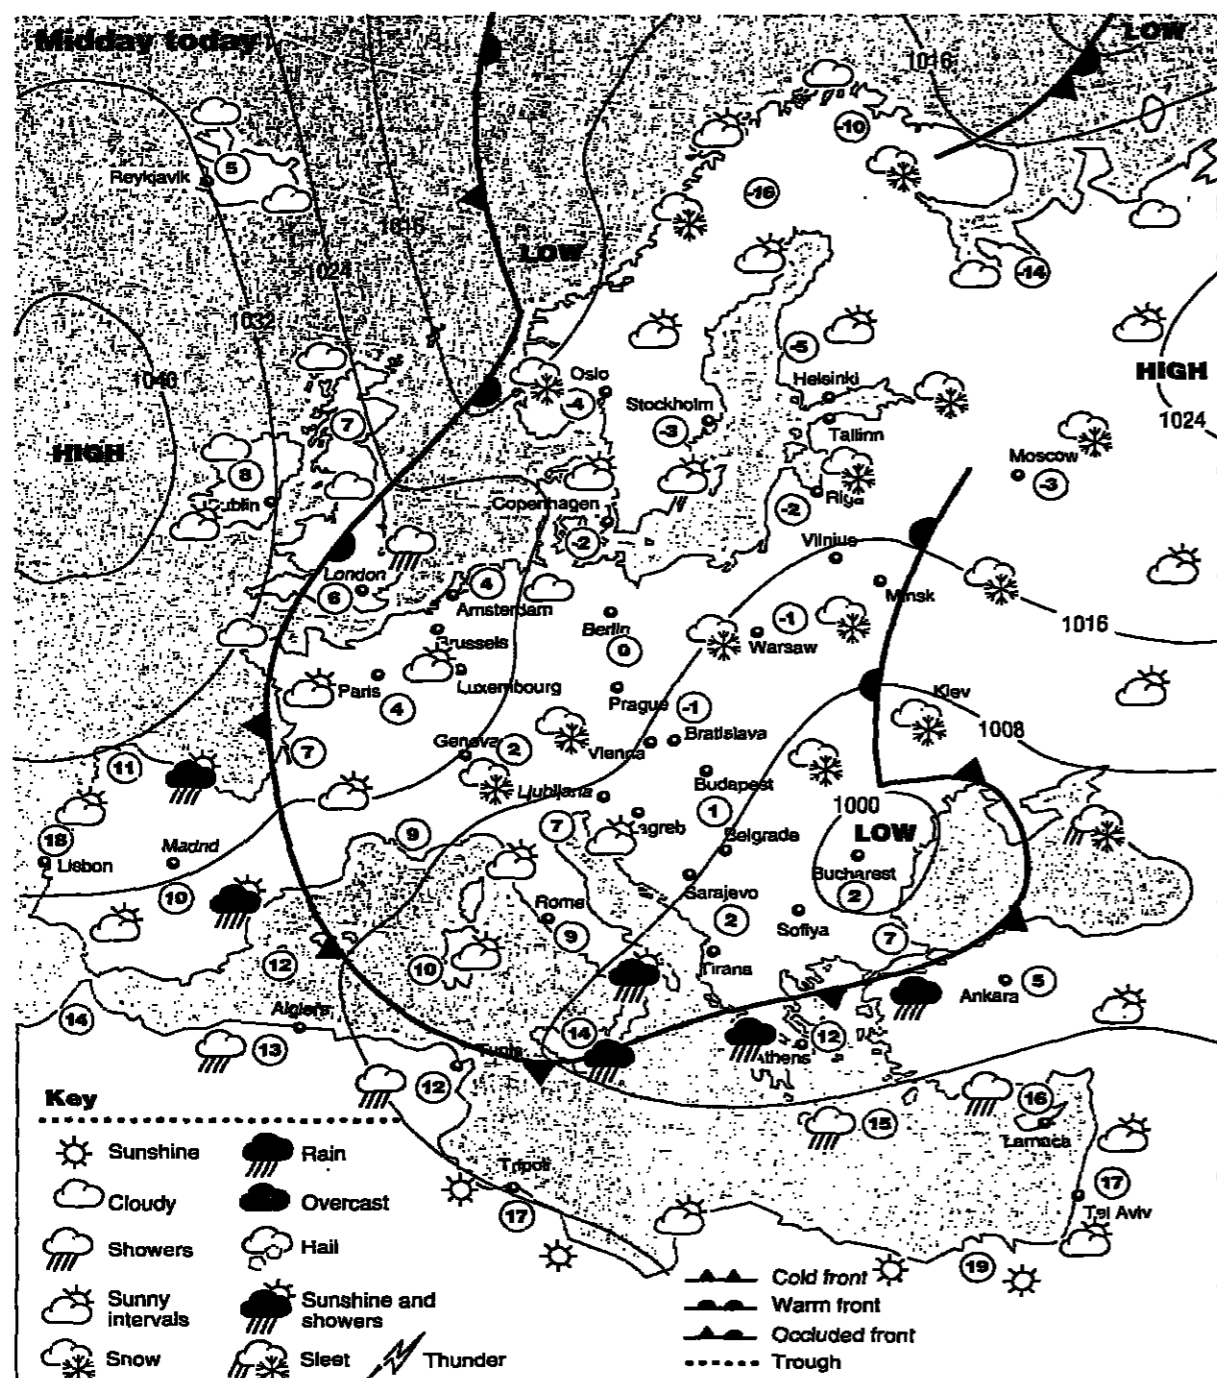 Midday today
LOW
1016
-10
5
Reykjavik
-16
1016
LOW
1024
-14
1032
1040
HIGH
-5
Helsinki
HIGH
Oslo
-4
Stockholm
-3
1024
7
Tallinn
HIGH
8
Moscow
-3
Dublin
Copenhagen
-2
Riga
-2
Vilnius
London
6
4
Amsterdam
Minsk
Berlin
-1
Warsaw
1016
Brussels
0
Paris
4
Luxembourg
Prague
-1
Kiev
1008
7
Geneva
2
Vienna
Bratislava
11
Budapest
1
Ljubljana
1000
LOW
18
Lisbon
Madrid
10
9
7
Zagreb
Belgrade
Bucharest
2
Sarajevo
2
Rome
9
Sofiya
7
12
10
Tirana
Ankara
5
14
Algiers
13
14
12
Athens
Tunis
12
16
15
Larnaca
Tripoli
17
17
Tel Aviv
19
Key
Sunshine
Rain
Cloudy
Overcast
Showers
Hail
Sunny
intervals
Sunshine and
showers
Snow
Sleet
Thunder
Cold front
Warm front
Occluded front
Trough